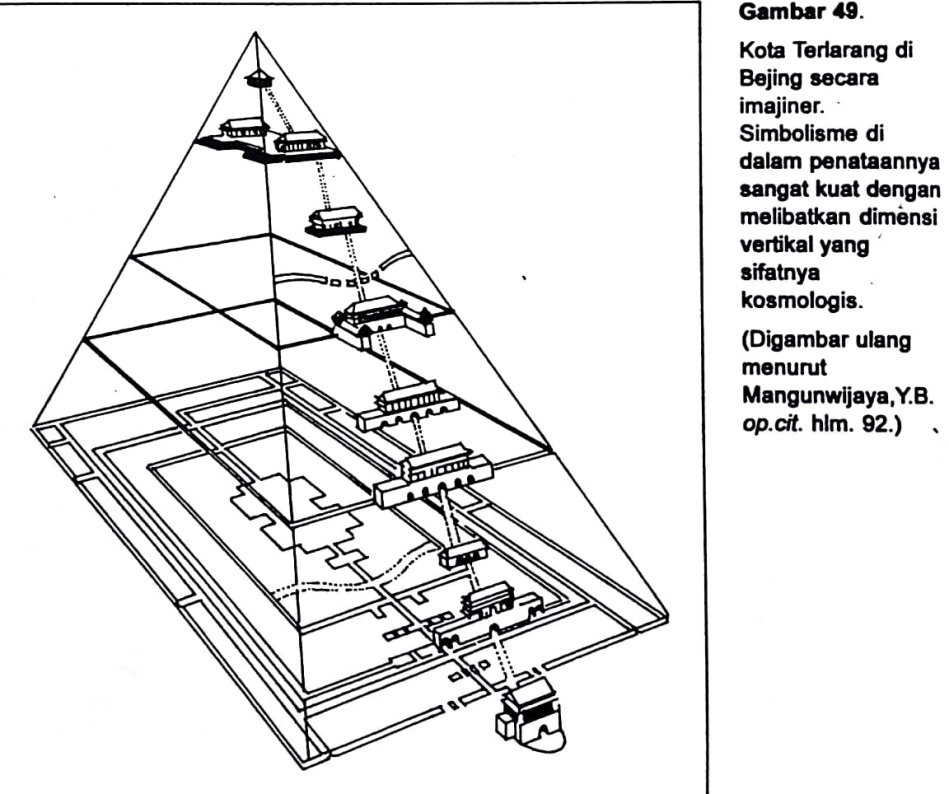 Gambar 49.
Kota Terlarang di
Bejing secara
imajiner.
Simbolisme di
dalam penataannya
sangat kuat dengan
melibatkan dimensi
vertikal yang
sifatnya
kosmologis.
(Digambar ulang
menurut
Mangunwijaya,Y.B.
op.cit. hlm. 92.)